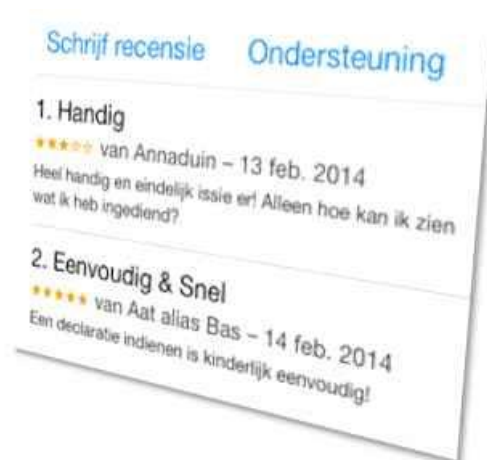 Schrijf recensie Ondersteuning
1. Handig
van Annaduin – 13 feb. 2014
Heel handig en eindelijk issie er! Alleen hoe kan ik zien
wat ik heb ingediend?
2. Eenvoudig & Snel
van Aat alias Bas – 14 feb. 2014
Een declaratie indienen is kinderlijk eenvoudig!